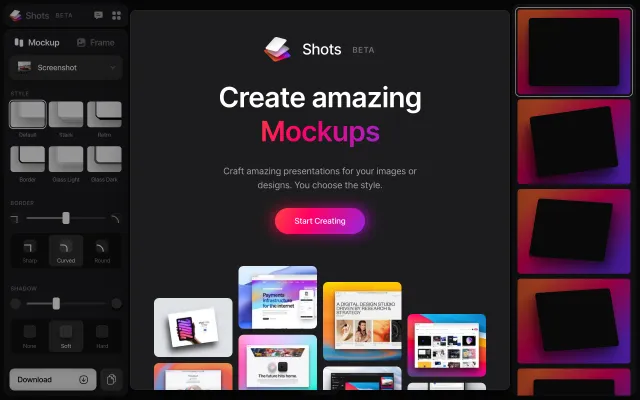 Shots BETA
Mockup Frame
Screenshot
STYLE
Default
Retro
Border Glass Light Glass Dark
BORDER
Sharp Curved Round
SHADOW
None Soft Hard
Download
Shots BETA
Create amazing
Mockups
Craft amazing presentations for your images or
designs. You choose the style.
Start Creating
Payments
infrastructure
for the internet
A DIGITAL DESIGN STUDIO
DRIVEN BY RESEARCH &
STRATEGY
The future hits home.